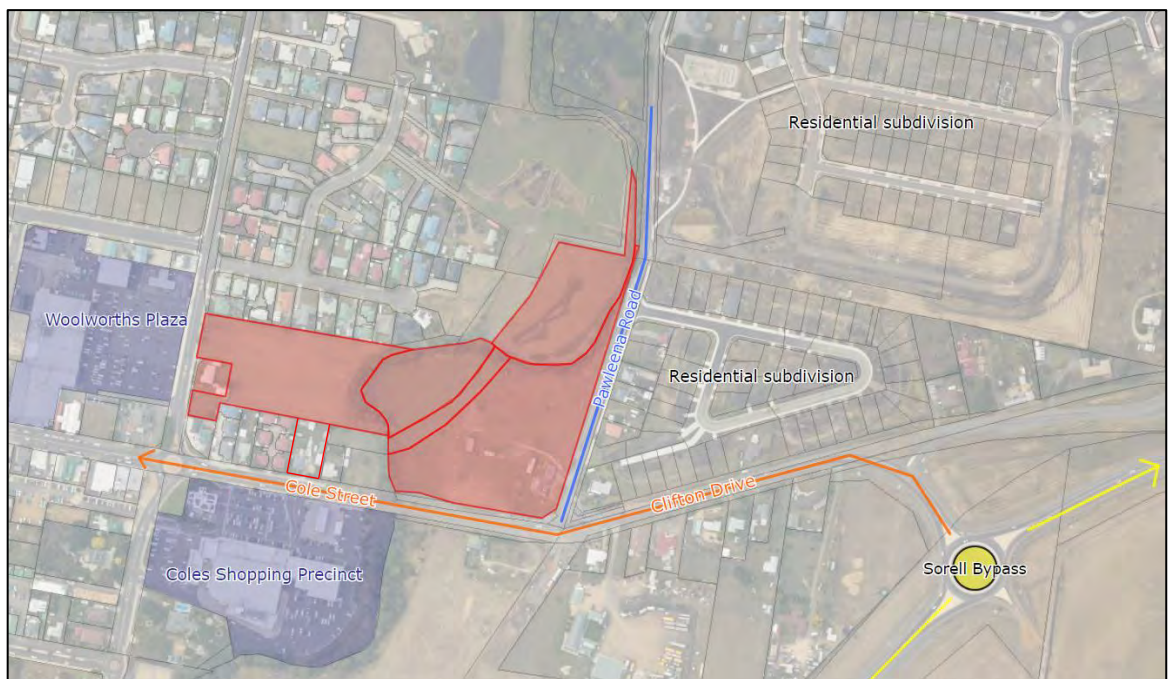 Residential subdivision
Woolworths Plaza
Pawleena Road
Residential subdivision
Cole Street
Clifton Drive
Coles Shopping Precinct
Sorell Bypass